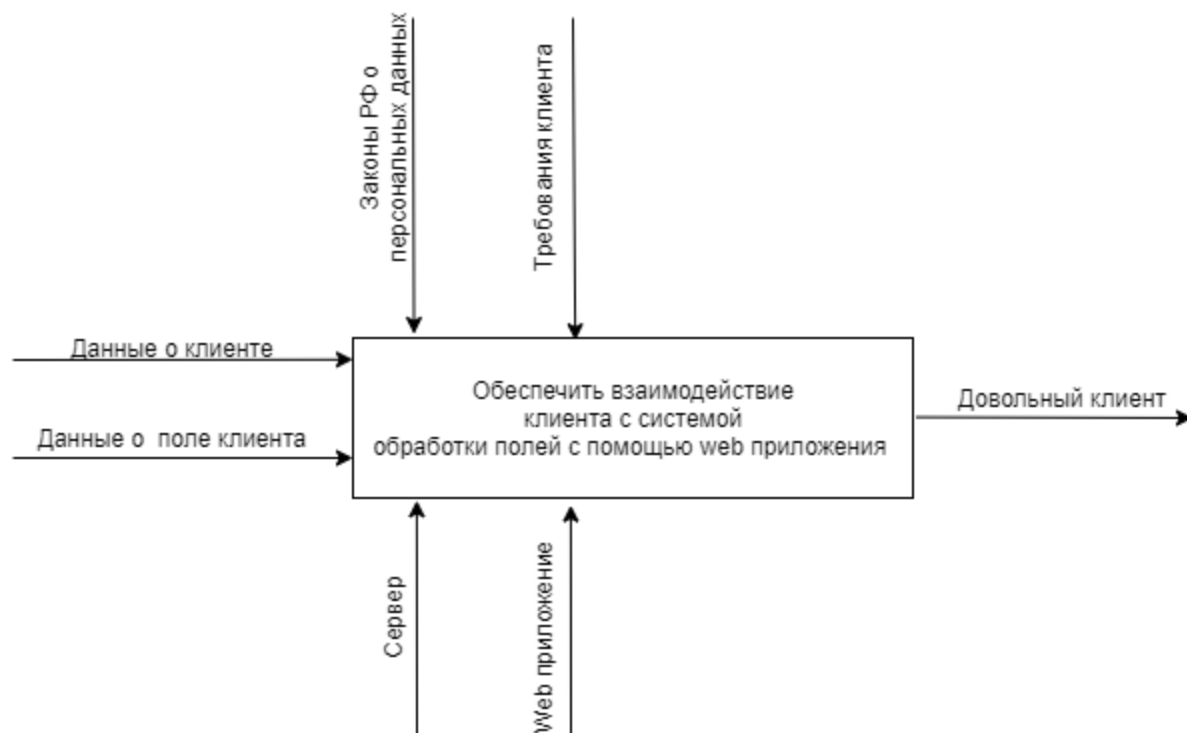 Законы РФ о
персональных данных
Требования клиента
Данные о клиенте
Данные о  поле клиента
Обеспечить взаимодействие
клиента с системой
обработки полей с помощью web приложения
Довольный клиент
Сервер
Web приложение